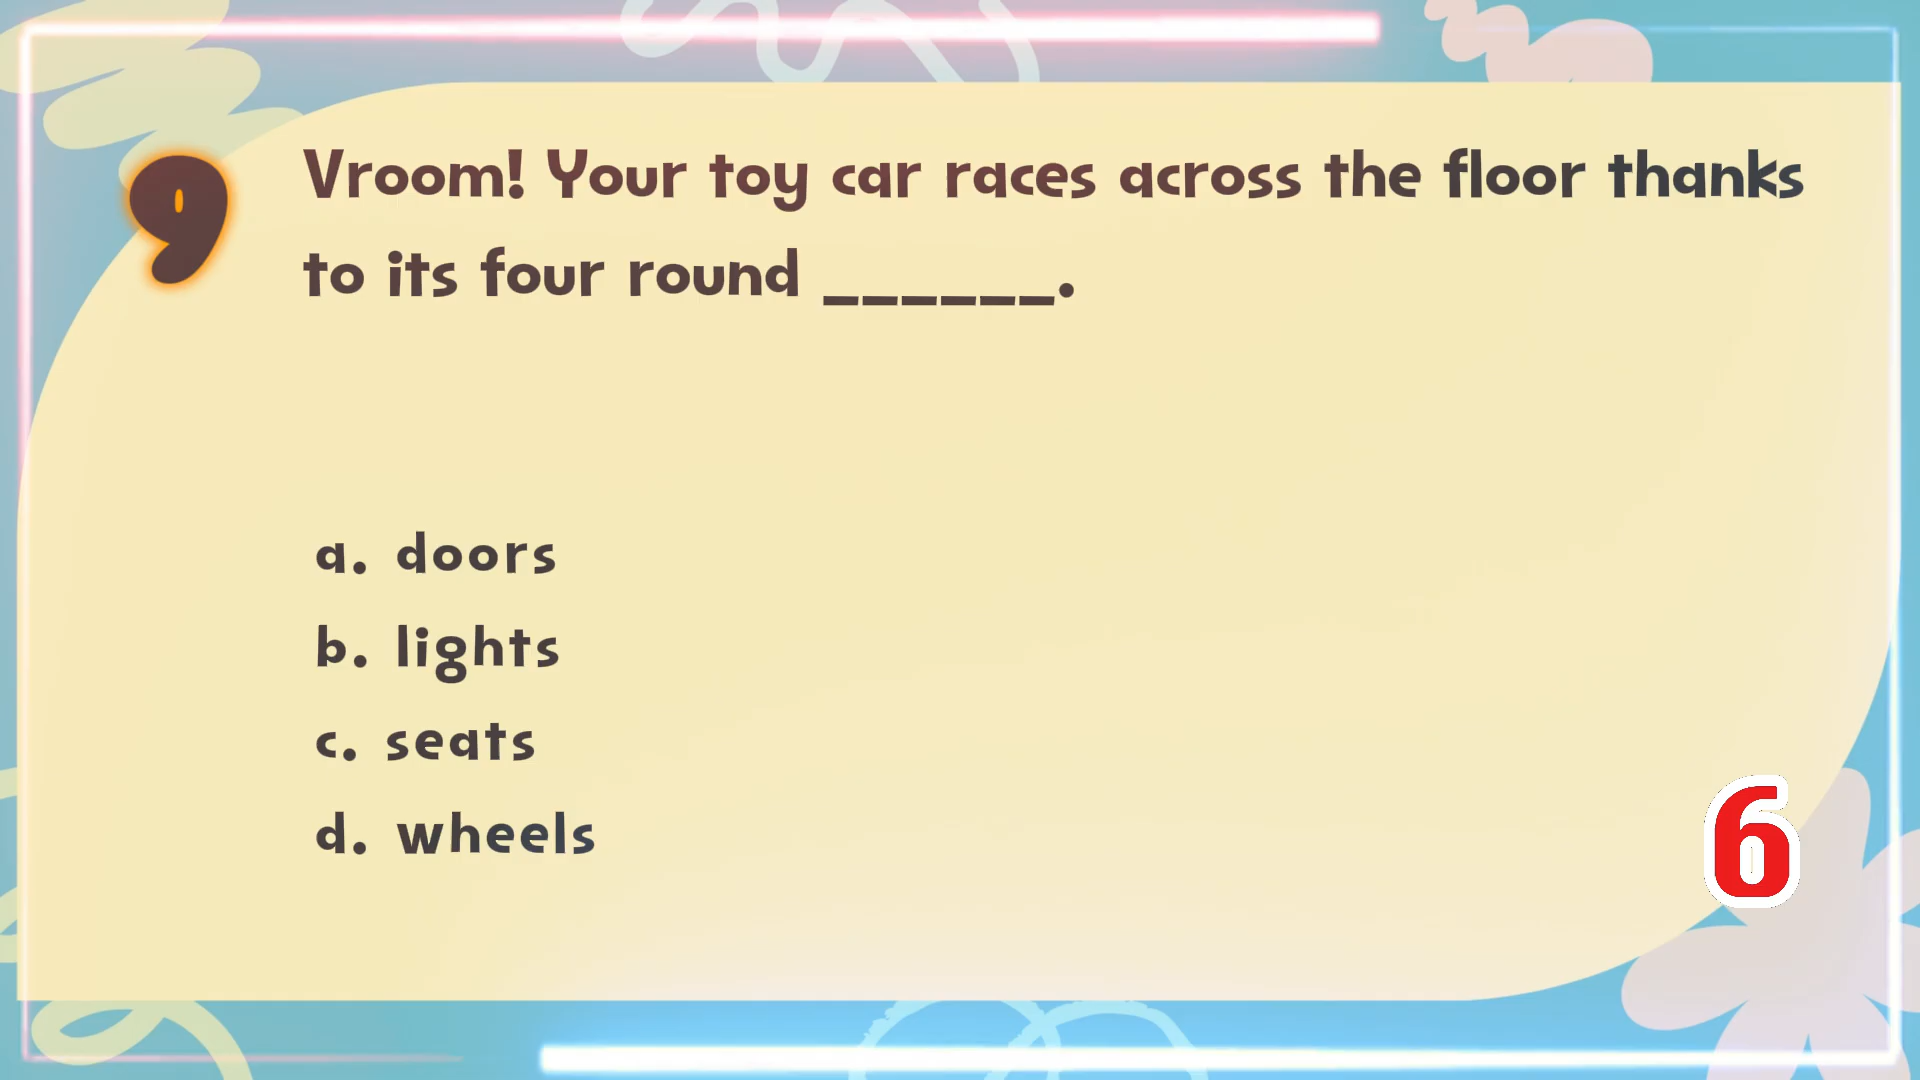 9
Vroom! Your toy car races across the floor thanks
to its four round ______.
a. doors
b. lights
c. seats
d. wheels
6